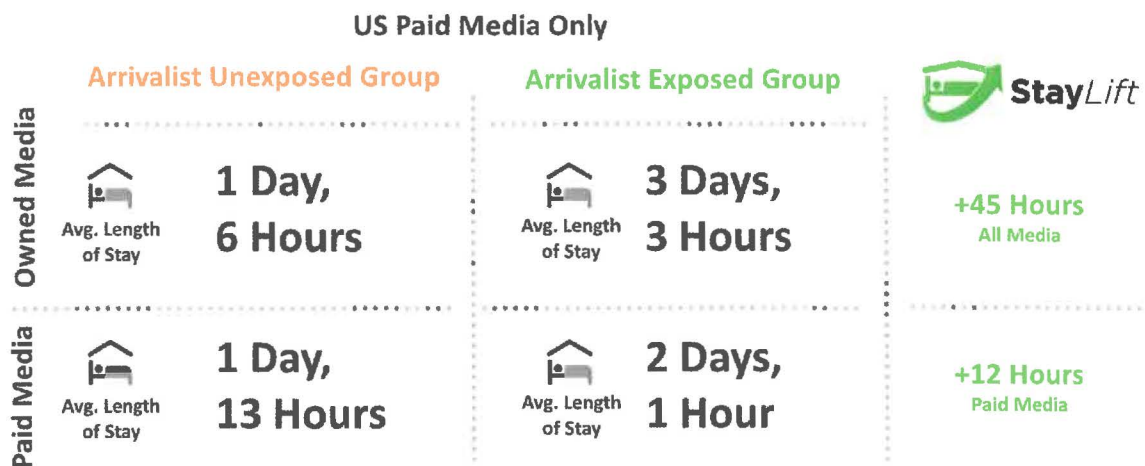 US Paid Media Only
Arrivalist Unexposed Group
Arrivalist Exposed Group
StayLift
Owned Media
Avg. Length
of Stay
1 Day,
6 Hours
Avg. Length
of Stay
3 Days,
3 Hours
+45 Hours
All Media
Paid Media
Avg. Length
of Stay
1 Day,
13 Hours
Avg. Length
of Stay
2 Days,
1 Hour
+12 Hours
Paid Media